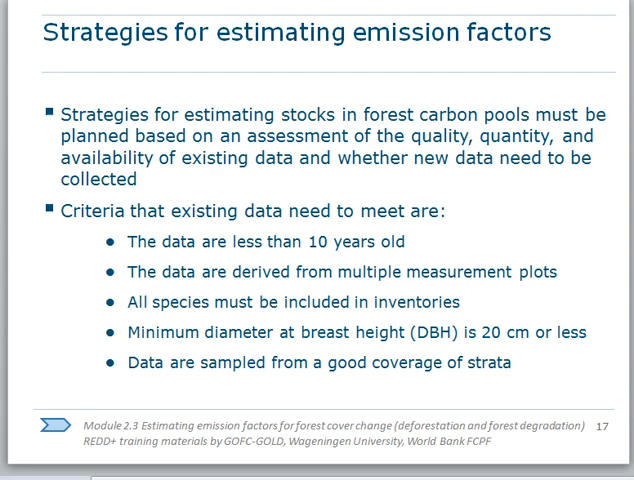 Strategies for estimating emission factors
Strategies for estimating stocks in forest carbon pools must be
planned based on an assessment of the quality, quantity, and
availability of existing data and whether new data need to be
collected
Criteria that existing data need to meet are:
The data are less than 10 years old
The data are derived from multiple measurement plots
All species must be included in inventories
Minimum diameter at breast height (DBH) is 20 cm or less
Data are sampled from a good coverage of strata
Module 2.3 Estimating emission factors for forest cover change (deforestation and forest degradation) 17
REDD+ training materials by GOFC-GOLD, Wageningen University, World Bank FCPF